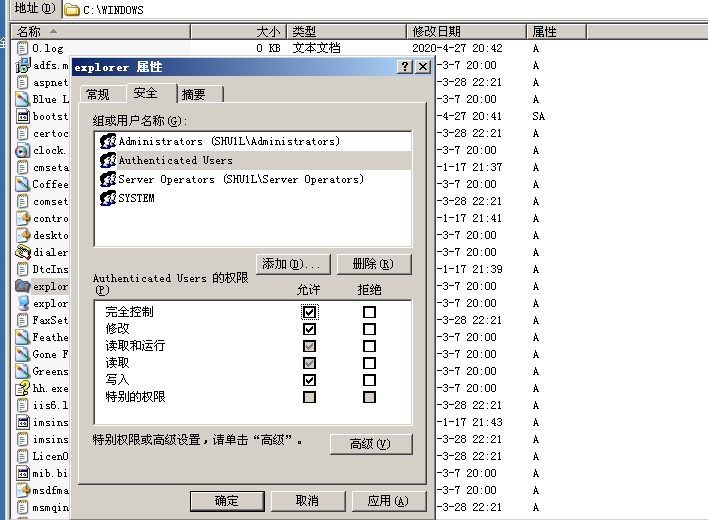 地址(D) C:\WINDOWS
名称 大小 类型 修改日期 属性
0.log 0 KB 文本文档 2020-4-27 20:42 A
adfs.m -3-7 20:00 A
aspnet -3-28 22:21 A
Blue L -3-7 20:00 A
bootst -4-27 20:41 SA
certoc -3-28 22:21 A
clock. -3-7 20:00 A
cmseta -1-17 21:37 A
Coffee -3-7 20:00 A
comset -3-28 22:21 A
contro -1-17 21:41 A
deskto -3-7 20:00 A
dialer -3-7 20:00 A
DtcIns -1-17 21:39 A
explor -3-7 20:00 A
explor -3-7 20:00 A
FaxSet -3-28 22:21 A
Feathe -3-7 20:00 A
Gone F -3-7 20:00 A
Greens -3-7 20:00 A
hh.exe -3-7 20:00 A
iis6.l -3-28 22:21 A
imsins -1-17 21:43 A
imsins -3-28 22:21 A
LicenO -3-28 22:21 A
mib.bi -3-7 20:00 A
msdfma -3-7 20:00 A
msmqin -3-28 22:21 A
explorer 属性
常规 安全 摘要
组或用户名称(G):
Administrators (SHU1L\Administrators)
Authenticated Users
Server Operators (SHU1L\Server Operators)
SYSTEM
添加(D)... 删除(R)
Authenticated Users 的权限
(P) 允许 拒绝
完全控制
修改
读取和运行
读取
写入
特别的权限
特别权限或高级设置，请单击“高级”。
高级(V)
确定 取消 应用(A)